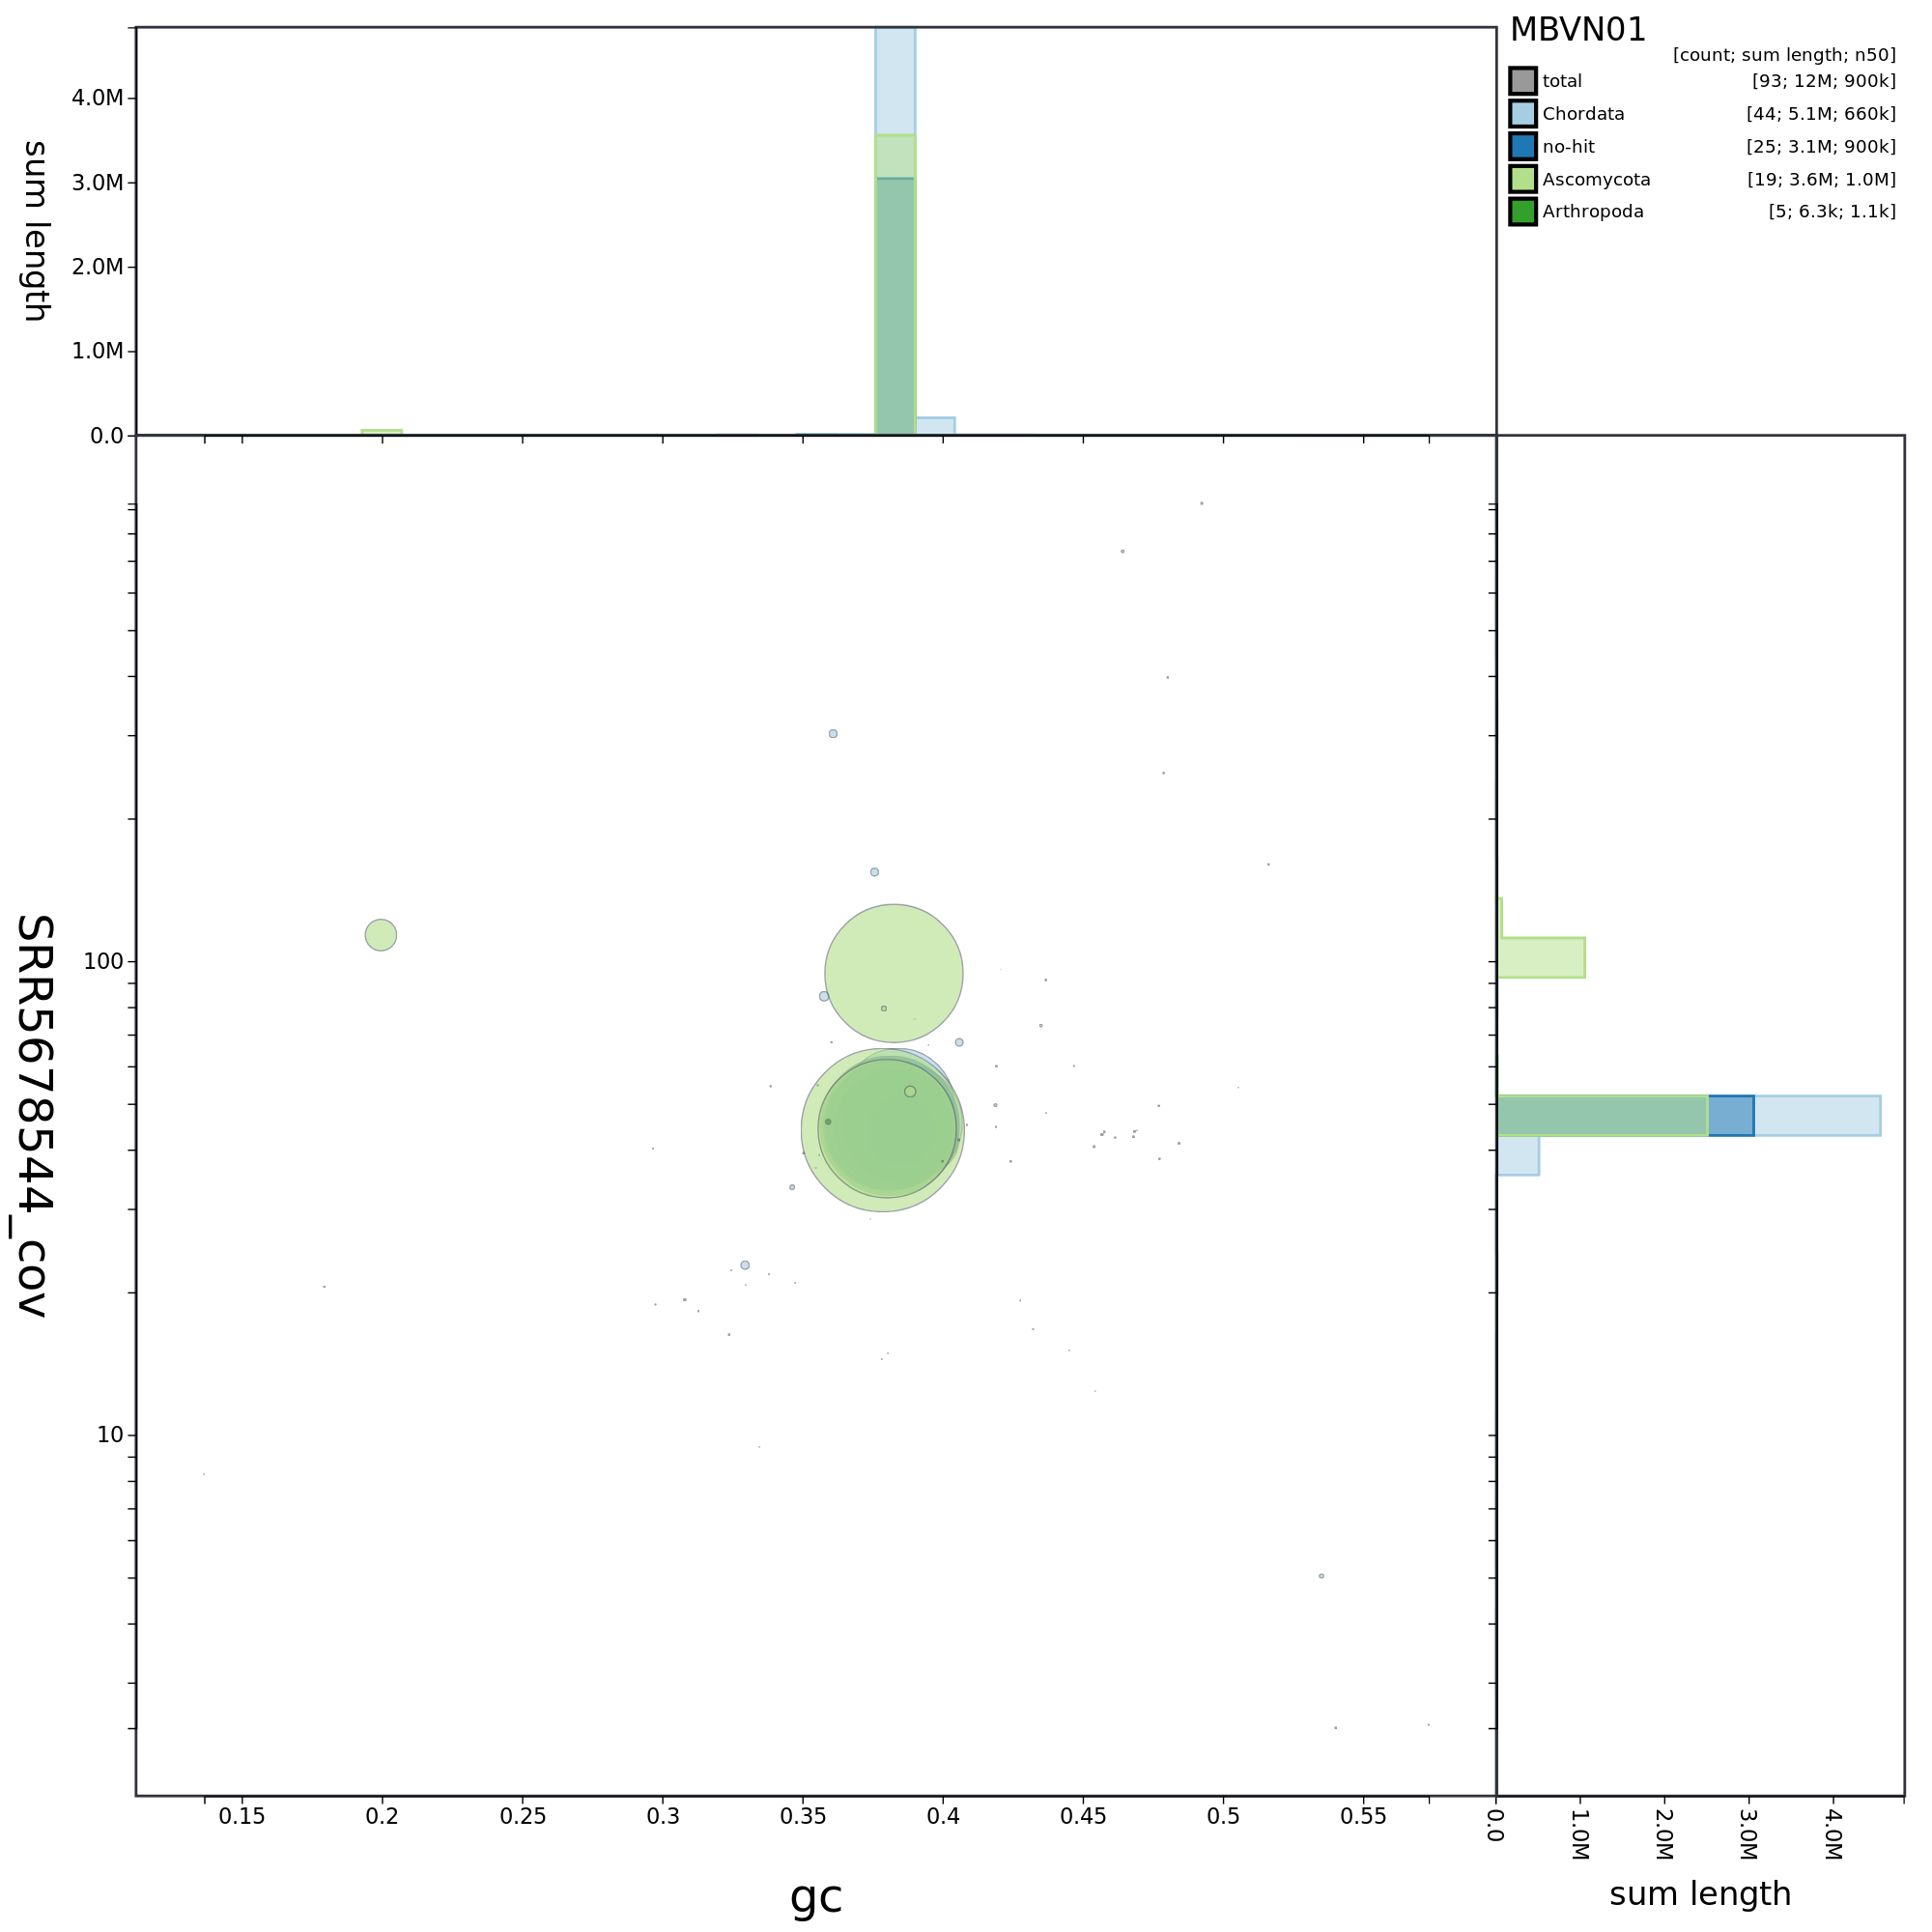 MBVN01
[count; sum length; n50]
total [93; 12M; 900k]
Chordata [44; 5.1M; 660k]
no-hit [25; 3.1M; 900k]
Ascomycota [19; 3.6M; 1.0M]
Arthropoda [5; 6.3k; 1.1k]
sum length
4.0M
3.0M
2.0M
1.0M
0.0
SRR5678544_cov
100
10
0.15 0.2 0.25 0.3 0.35 0.4 0.45 0.5 0.55
gc
0.0 1.0M 2.0M 3.0M 4.0M
sum length